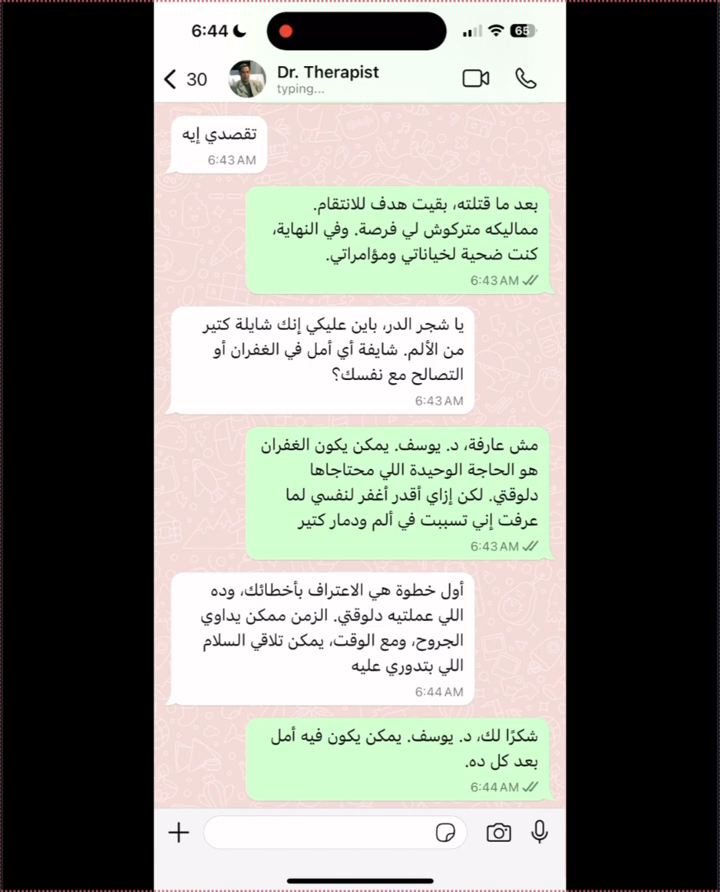 6:44
65
30
Dr. Therapist
typing...
تقصدي إيه
6:43 AM
بعد ما قتلته، بقيت هدف للانتقام.
مماليكه متركوش لي فرصة. وفي النهاية،
كنت ضحية لخياناتي ومؤامراتي.
6:43 AM
يا شجر الدر، باين عليكي إنك شايلة كتير
من الألم. شايفة أي أمل في الغفران أو
التصالح مع نفسك؟
6:43 AM
مش عارفة، د. يوسف. يمكن يكون الغفران
هو الحاجة الوحيدة اللي محتاجاها
دلوقتي. لكن إزاي أقدر أغفر لنفسي لما
عرفت إني تسببت في ألم ودمار كتير
6:43 AM
أول خطوة هي الاعتراف بأخطائك، وده
اللي عملتيه دلوقتي. الزمن ممكن يداوي
الجروح، ومع الوقت، يمكن تلاقي السلام
اللي بتدوري عليه
6:44 AM
شكرًا لك، د. يوسف. يمكن يكون فيه أمل
بعد كل ده.
6:44 AM